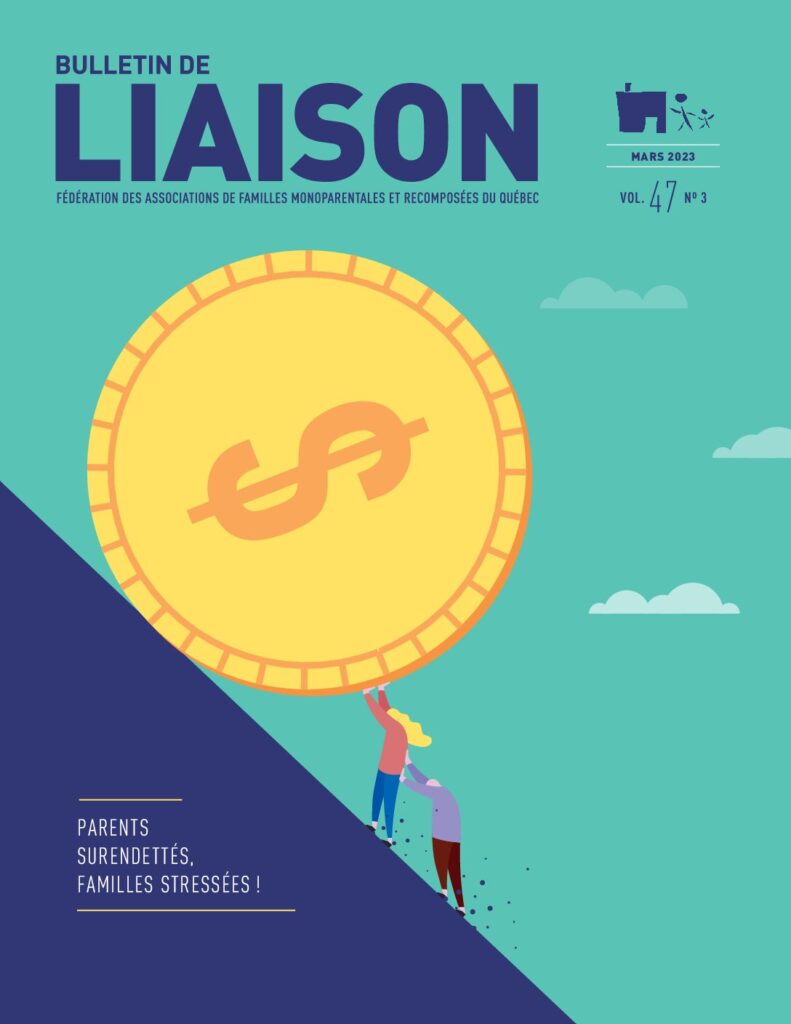 BULLETIN DE
LIAISON
FÉDÉRATION DES ASSOCIATIONS DE FAMILLES MONOPARENTALES ET RECOMPOSÉES DU QUÉBEC
MARS 2023
VOL. 47 Nº 3
$
PARENTS
SURENDETTÉS,
FAMILLES STRESSÉES !